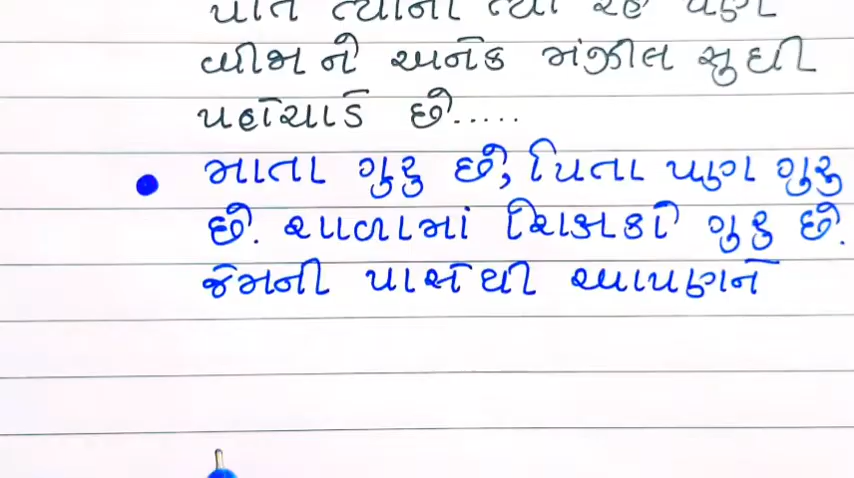 પોતે ત્યાંના ત્યાં રહે પણ
બીજાને અનેક મંઝીલ સુધી
પહોંચાડે છે.....
• માતા ગુરુ છે, પિતા પણ ગુરુ
છે. શાળામાં શિક્ષકો ગુરુ છે.
જેમની પાસેથી આપણને